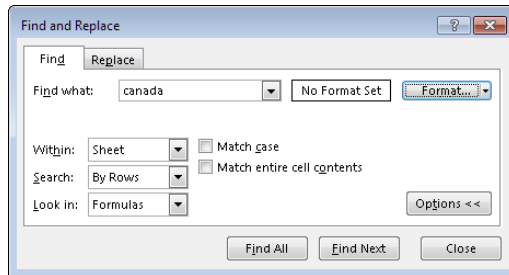 Find and Replace
Find Replace
Find what: canada No Format Set Format...
Within: Sheet Match case
Match entire cell contents
Search: By Rows
Look in: Formulas Options <<
Find All Find Next Close